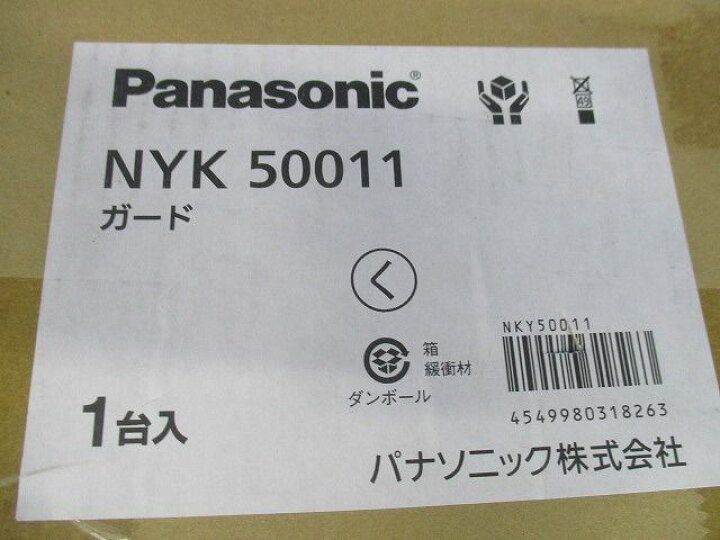 Panasonic®
49
NYK 50011
ガード
く
NKY50011
箱
緩衝材
ダンボール
4549980318263
1台入
パナソニック株式会社